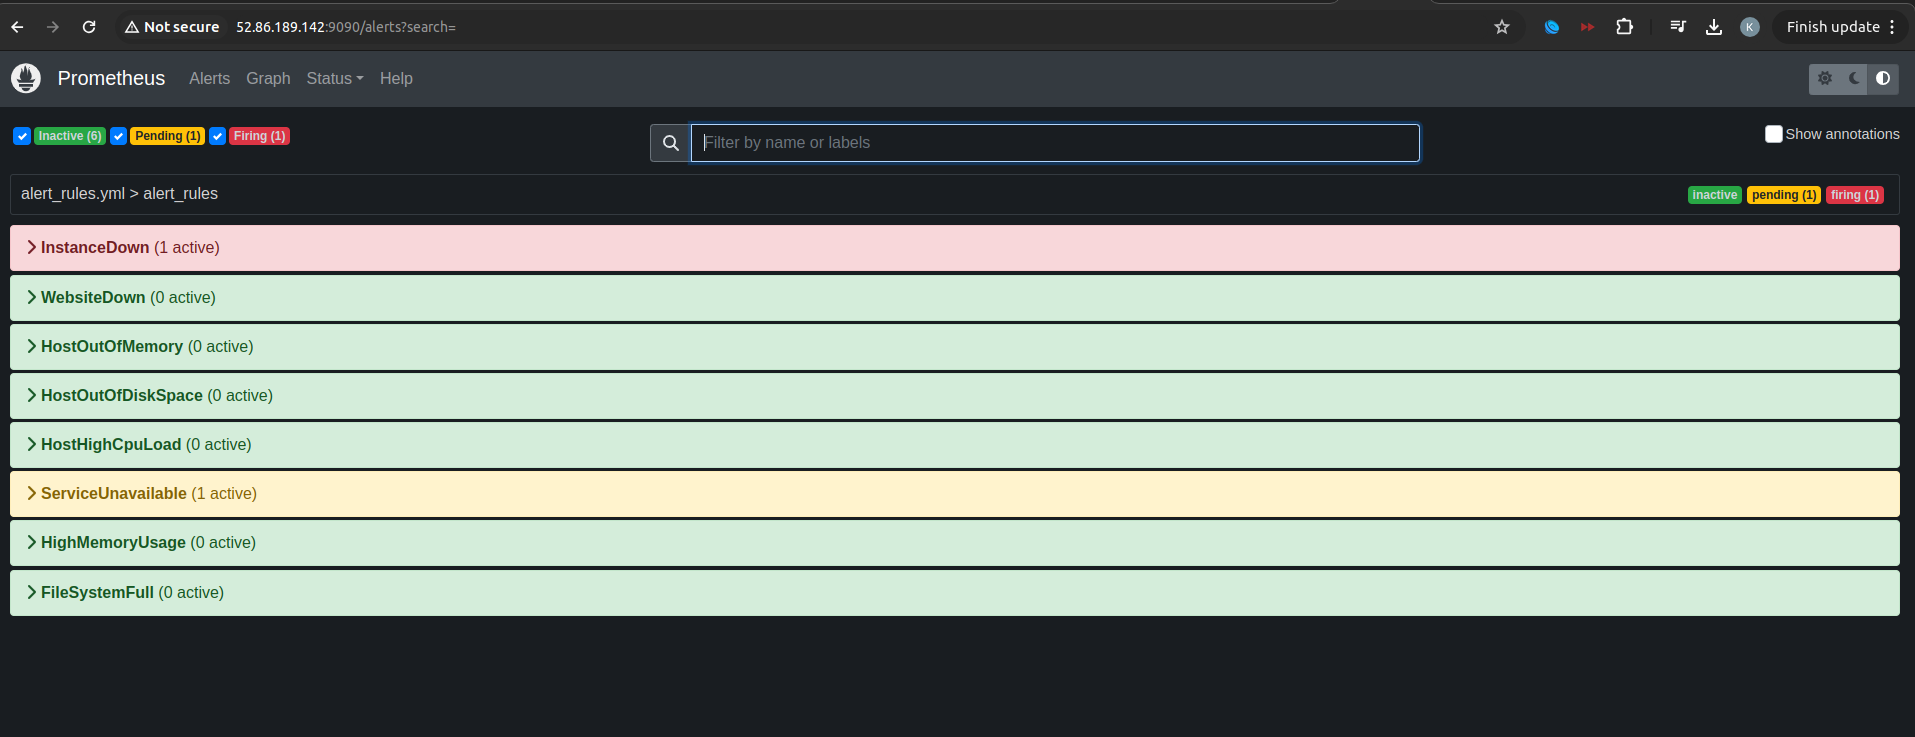 Not secure 52.86.189.142:9090/alerts?search= K Finish update
Prometheus Alerts Graph Status Help
Inactive (6) Pending (1) Firing (1) Filter by name or labels Show annotations
alert_rules.yml > alert_rules inactive pending (1) firing (1)
InstanceDown (1 active)
WebsiteDown (0 active)
HostOutOfMemory (0 active)
HostOutOfDiskSpace (0 active)
HostHighCpuLoad (0 active)
ServiceUnavailable (1 active)
HighMemoryUsage (0 active)
FileSystemFull (0 active)